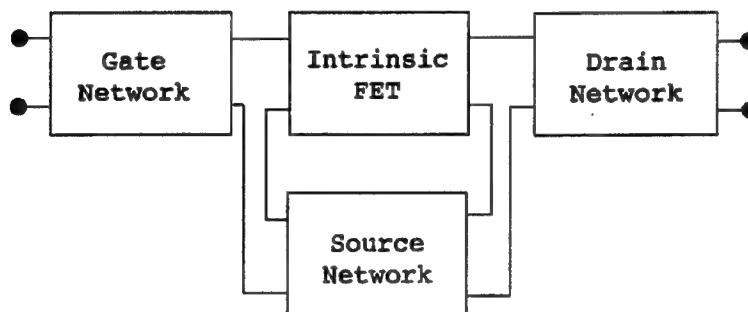 Gate
Network
Intrinsic
FET
Drain
Network
Source
Network